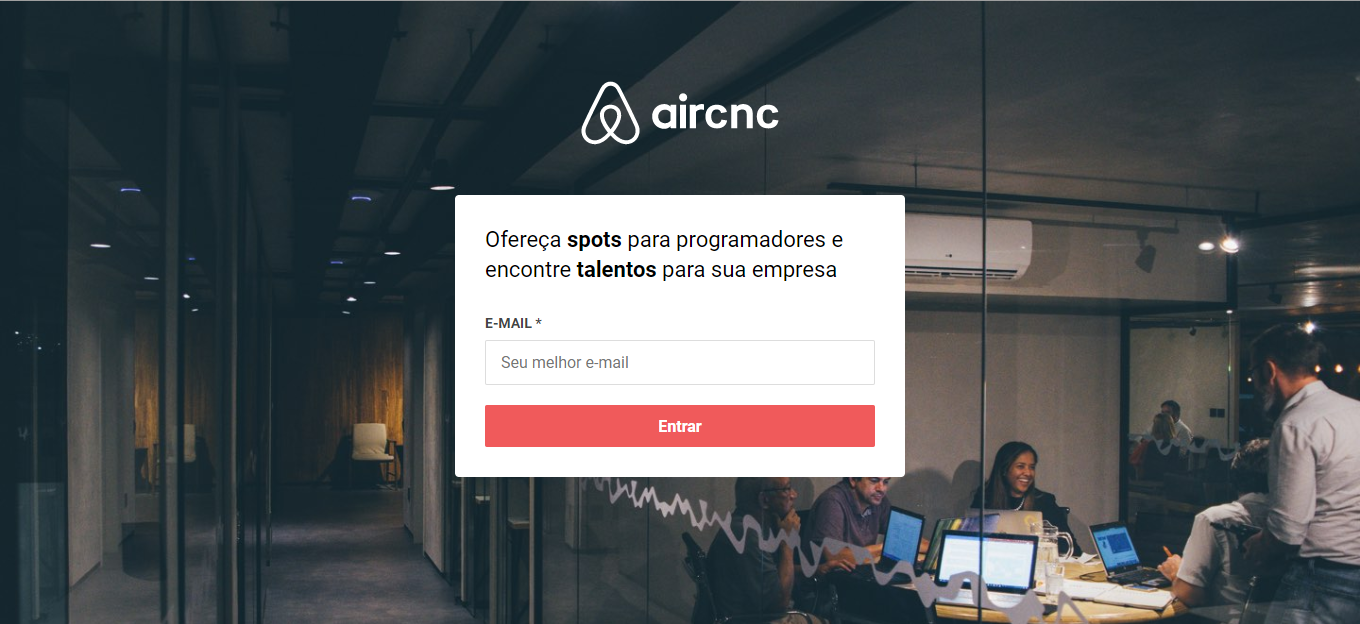 aircnc
Ofereça spots para programadores e
encontre talentos para sua empresa
E-MAIL *
Seu melhor e-mail
Entrar